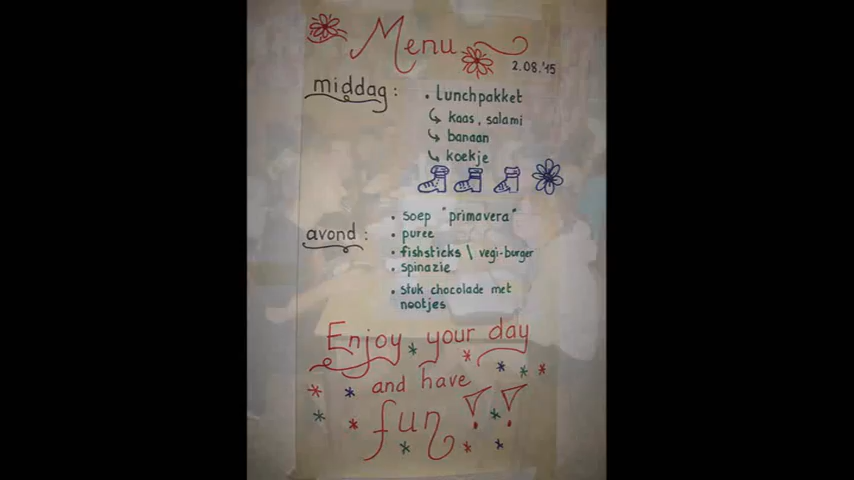 Menu
2.08.'15
middag:
• Lunchpakket
kaas, salami
banaan
koekje
avond:
• soep "primavera"
• puree
• fishsticks \ vegi-burger
• spinazie
• stuk chocolade met
nootjes
Enjoy your day
and have
fun !!